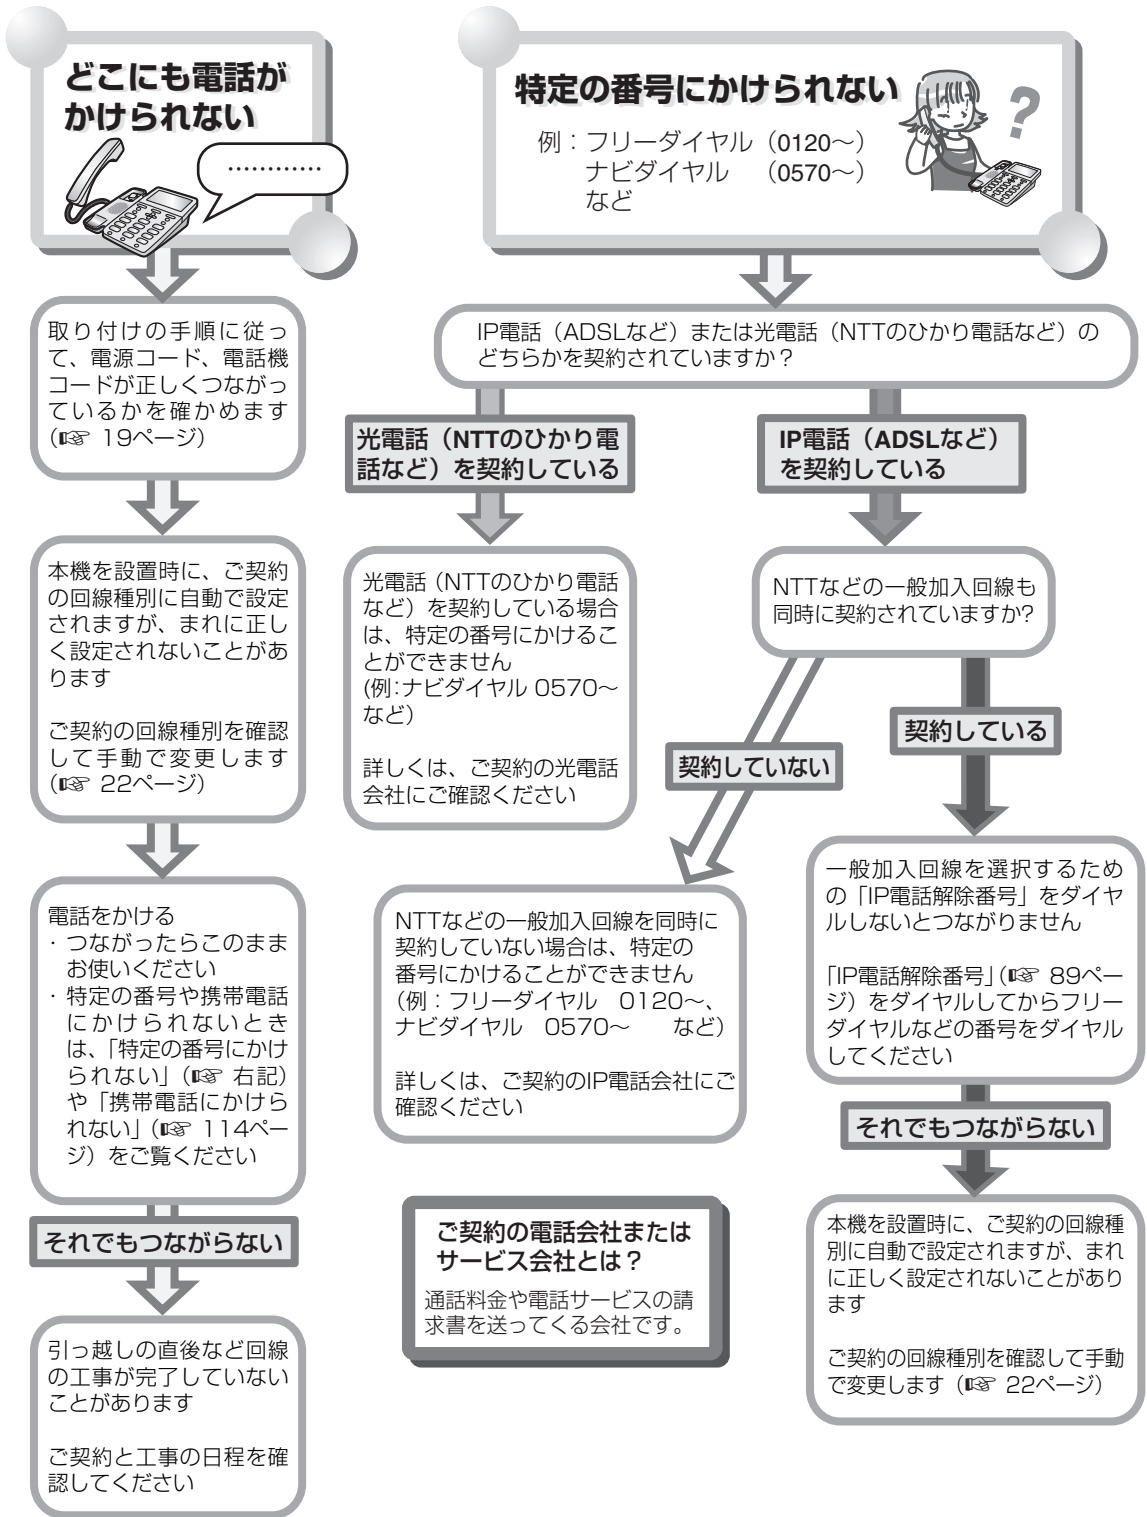 どこにも電話が
かけられない
…………
取り付けの手順に従っ
て、電源コード、電話機
コードが正しくつながっ
ているかを確かめます
(☞ 19ページ)
本機を設置時に、ご契約
の回線種別に自動で設定
されますが、まれに正し
く設定されないことがあ
ります
ご契約の回線種別を確認
して手動で変更します
(☞ 22ページ)
電話をかける
・つながったらこのまま
お使いください
・特定の番号や携帯電話
にかけられないとき
は、「特定の番号にかけ
られない」(☞ 右記)
や「携帯電話にかけら
れない」(☞ 114ペー
ジ)をご覧ください
それでもつながらない
引っ越しの直後など回線
の工事が完了していない
ことがあります
ご契約と工事の日程を確
認してください
特定の番号にかけられない
?
例:フリーダイヤル (0120〜)
ナビダイヤル (0570〜)
など
IP電話(ADSLなど)または光電話(NTTのひかり電話など)の
どちらかを契約されていますか?
光電話(NTTのひかり電
話など)を契約している
光電話(NTTのひかり電話
など)を契約している場合
は、特定の番号にかけるこ
とができません
(例:ナビダイヤル 0570〜
など)
詳しくは、ご契約の光電話
会社にご確認ください
IP電話(ADSLなど)
を契約している
NTTなどの一般加入回線も
同時に契約されていますか?
契約していない
NTTなどの一般加入回線を同時に
契約していない場合は、特定の
番号にかけることができません
(例:フリーダイヤル 0120〜、
ナビダイヤル 0570〜 など)
詳しくは、ご契約のIP電話会社にご
確認ください
契約している
一般加入回線を選択するため
の「IP電話解除番号」をダイヤ
ルしないとつながりません
「IP電話解除番号」(☞ 89ペー
ジ)をダイヤルしてからフリー
ダイヤルなどの番号をダイヤル
してください
それでもつながらない
本機を設置時に、ご契約の回線種
別に自動で設定されますが、まれ
に正しく設定されないことがあり
ます
ご契約の回線種別を確認して手動
で変更します(☞ 22ページ)
ご契約の電話会社または
サービス会社とは?
通話料金や電話サービスの請
求書を送ってくる会社です。